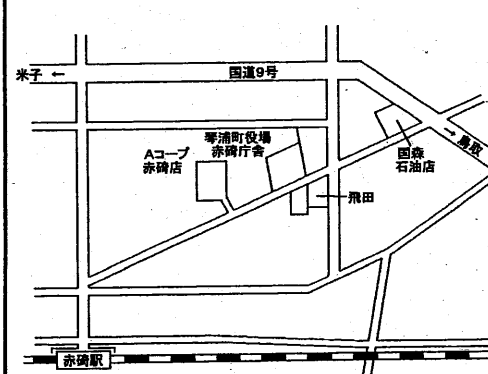 国道9号
米子 ←
→ 鳥取
琴浦町役場
赤碕庁舎
Aコープ
赤碕店
国森
石油店
飛田
赤碕駅